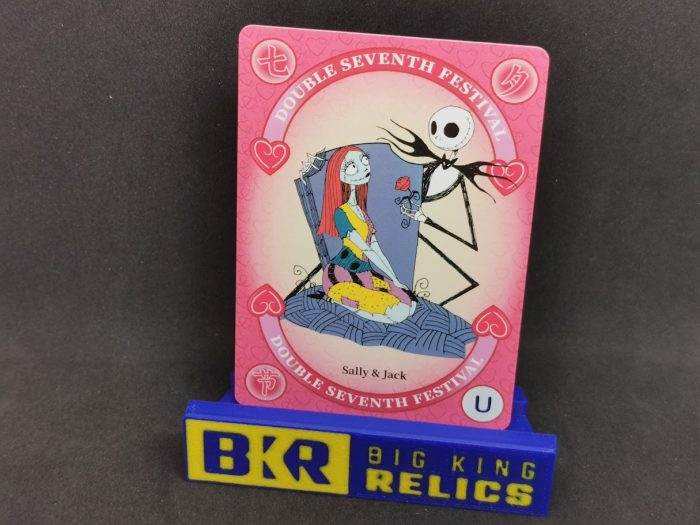 七
DOUBLE SEVENTH FESTIVAL
夕
Sally & Jack
节
DOUBLE SEVENTH FESTIVAL
U
BKR
BIG KING
RELICS